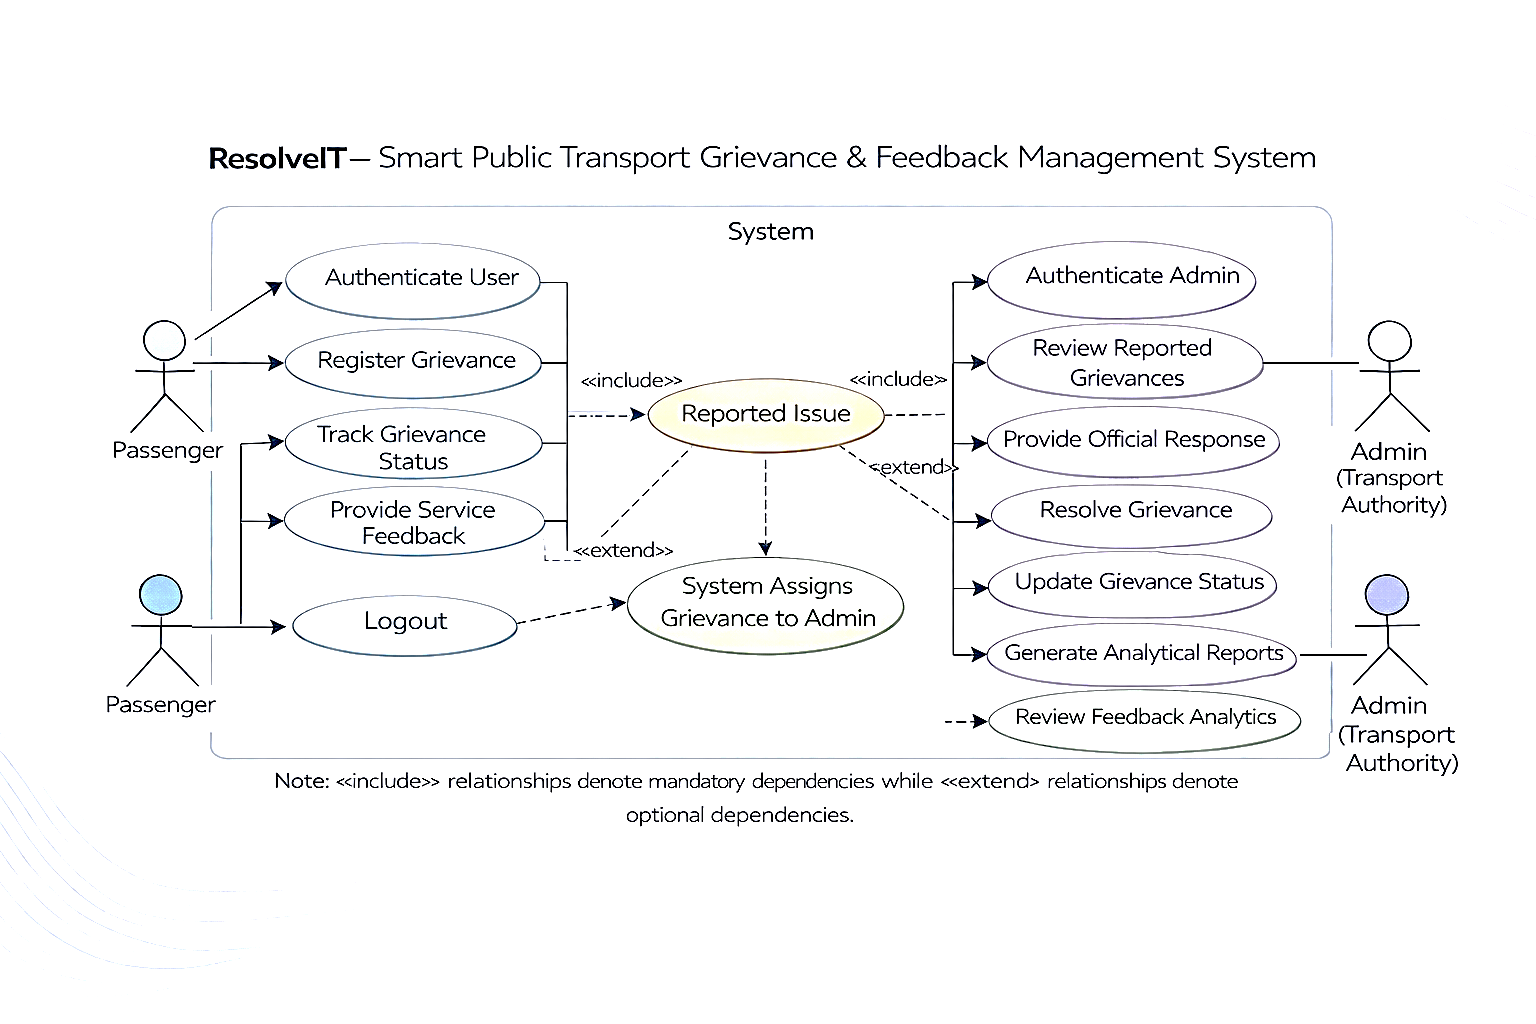 ResolveIT— Smart Public Transport Grievance & Feedback Management System
System
Authenticate User
Register Grievance
Track Grievance
Status
Provide Service
Feedback
Logout
Passenger
Passenger
<<include>>
Reported Issue
<<include>>
<<extend>>
<<extend>>
System Assigns
Grievance to Admin
Authenticate Admin
Review Reported
Grievances
Provide Official Response
Resolve Grievance
Update Gievance Status
Generate Analytical Reports
Review Feedback Analytics
Admin
(Transport
Authority)
Admin
(Transport
Authority)
Note: <<include>> relationships denote mandatory dependencies while <<extend> relationships denote
optional dependencies.